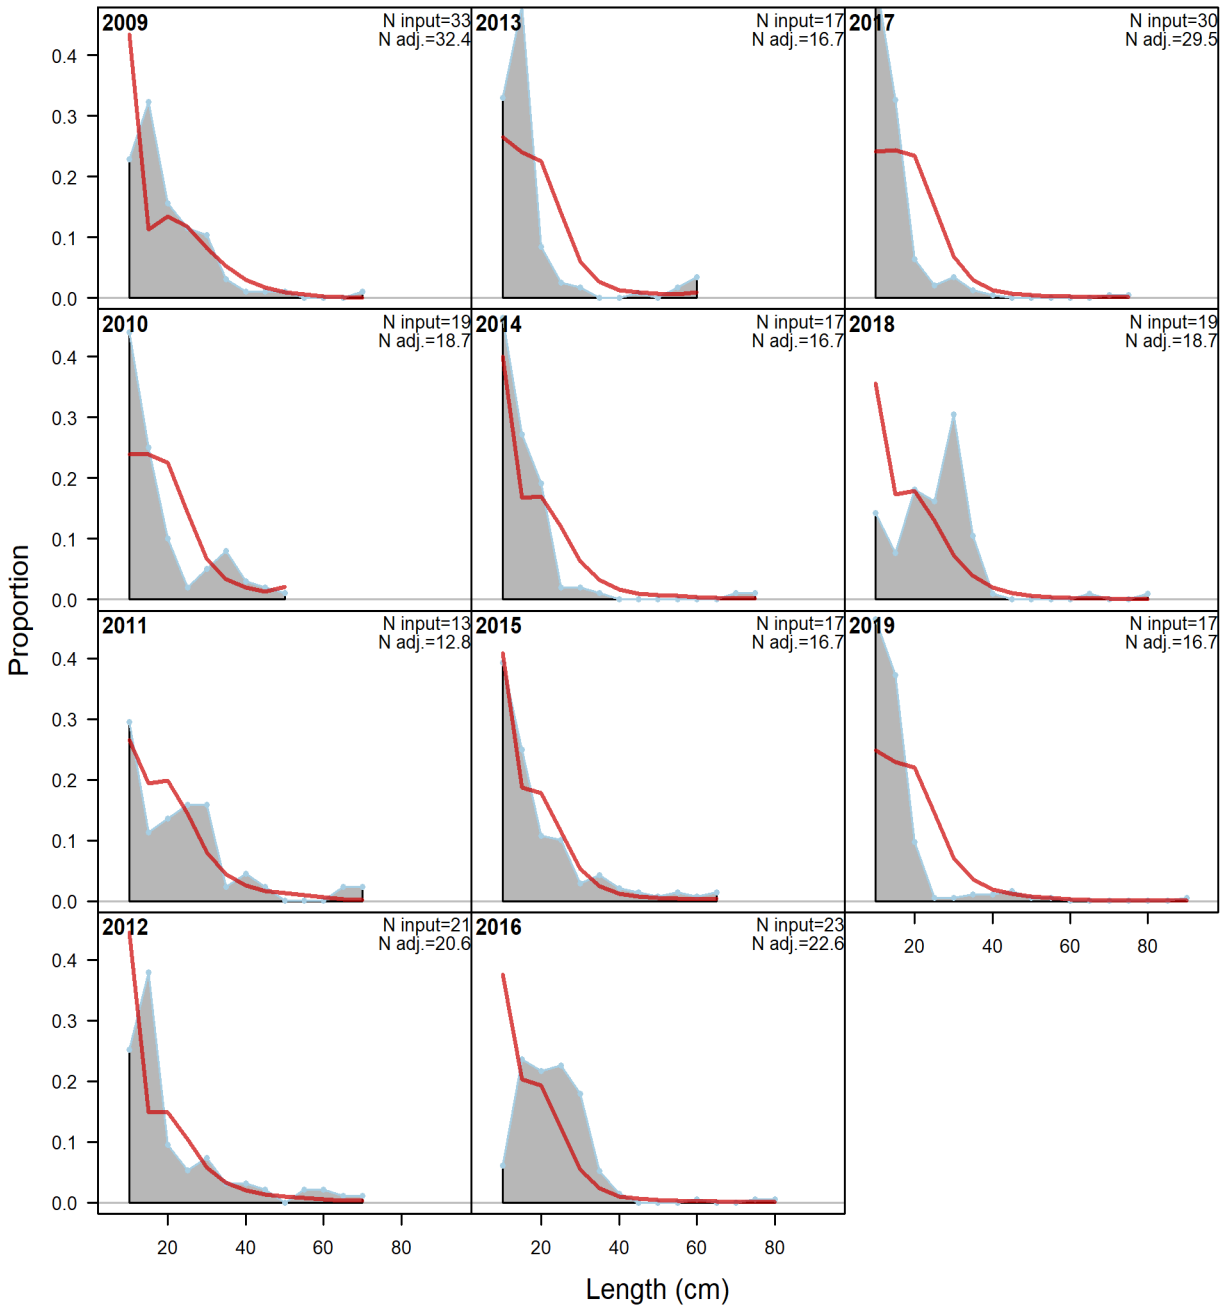 2009
N input=33
N adj.=32.4
2013
N input=17
N adj.=16.7
2017
N input=30
N adj.=29.5
0.4
0.3
0.2
0.1
0.0
2010
N input=19
N adj.=18.7
2014
N input=17
N adj.=16.7
2018
N input=19
N adj.=18.7
0.4
0.3
0.2
0.1
0.0
2011
N input=13
N adj.=12.8
2015
N input=17
N adj.=16.7
2019
N input=17
N adj.=16.7
0.4
0.3
0.2
0.1
0.0
20 40 60 80
2012
N input=21
N adj.=20.6
2016
N input=23
N adj.=22.6
0.4
0.3
0.2
0.1
0.0
20 40 60 80
20 40 60 80
Proportion
Length (cm)